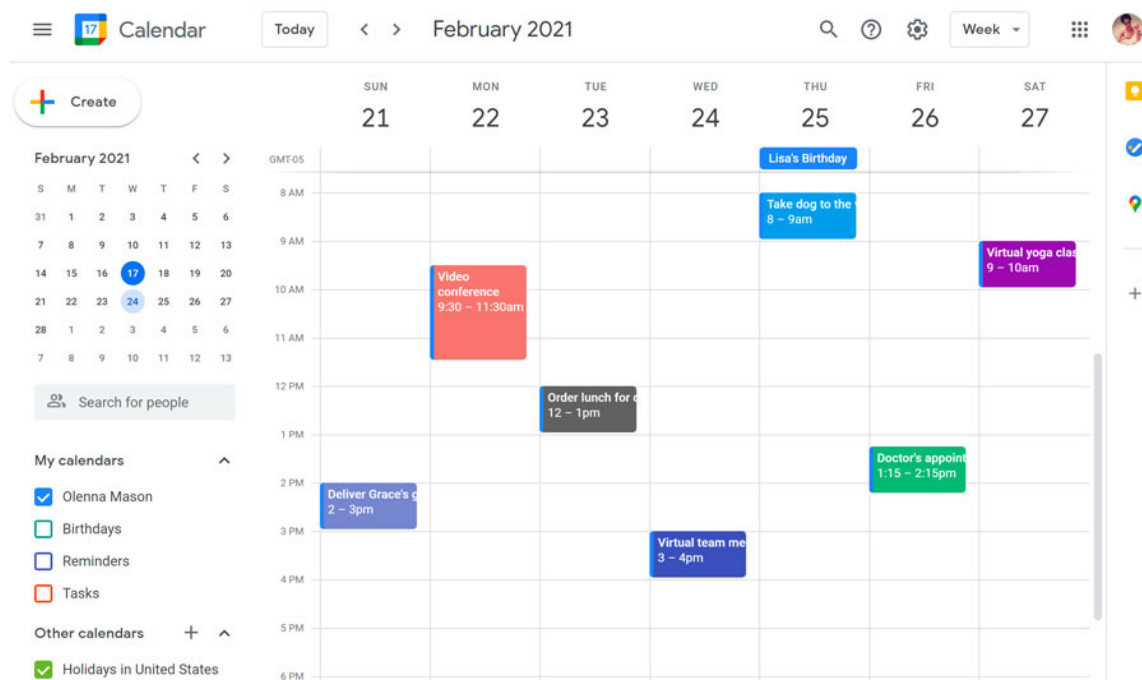 17 Calendar Today February 2021 Week
Create
February 2021
S M T W T F S
31 1 2 3 4 5 6
7 8 9 10 11 12 13
14 15 16 17 18 19 20
21 22 23 24 25 26 27
28 1 2 3 4 5 6
7 8 9 10 11 12 13
Search for people
My calendars
Olenna Mason
Birthdays
Reminders
Tasks
Other calendars
Holidays in United States
SUN MON TUE WED THU FRI SAT
21 22 23 24 25 26 27
GMT-05
Lisa's Birthday
8 AM
Take dog to the
8 – 9am
9 AM
Virtual yoga clas
9 – 10am
Video
conference
9:30 – 11:30am
10 AM
11 AM
12 PM
Order lunch for
12 – 1pm
1 PM
Doctor's appoint
1:15 – 2:15pm
2 PM
Deliver Grace's g
2 – 3pm
3 PM
Virtual team me
3 – 4pm
4 PM
5 PM
6 PM